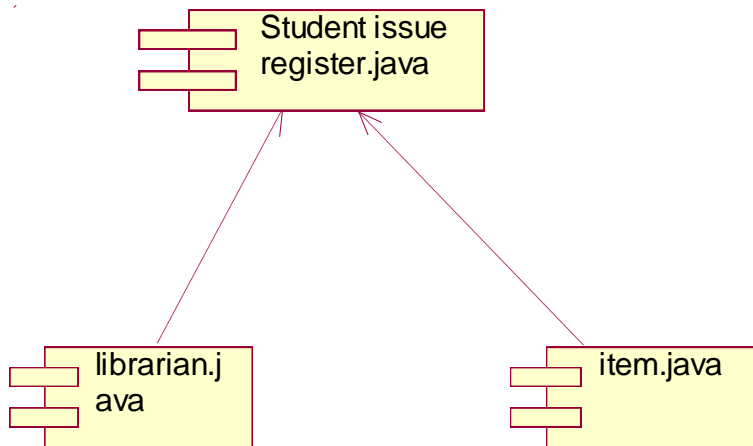 Student issue
register.java
librarian.j
ava
item.java